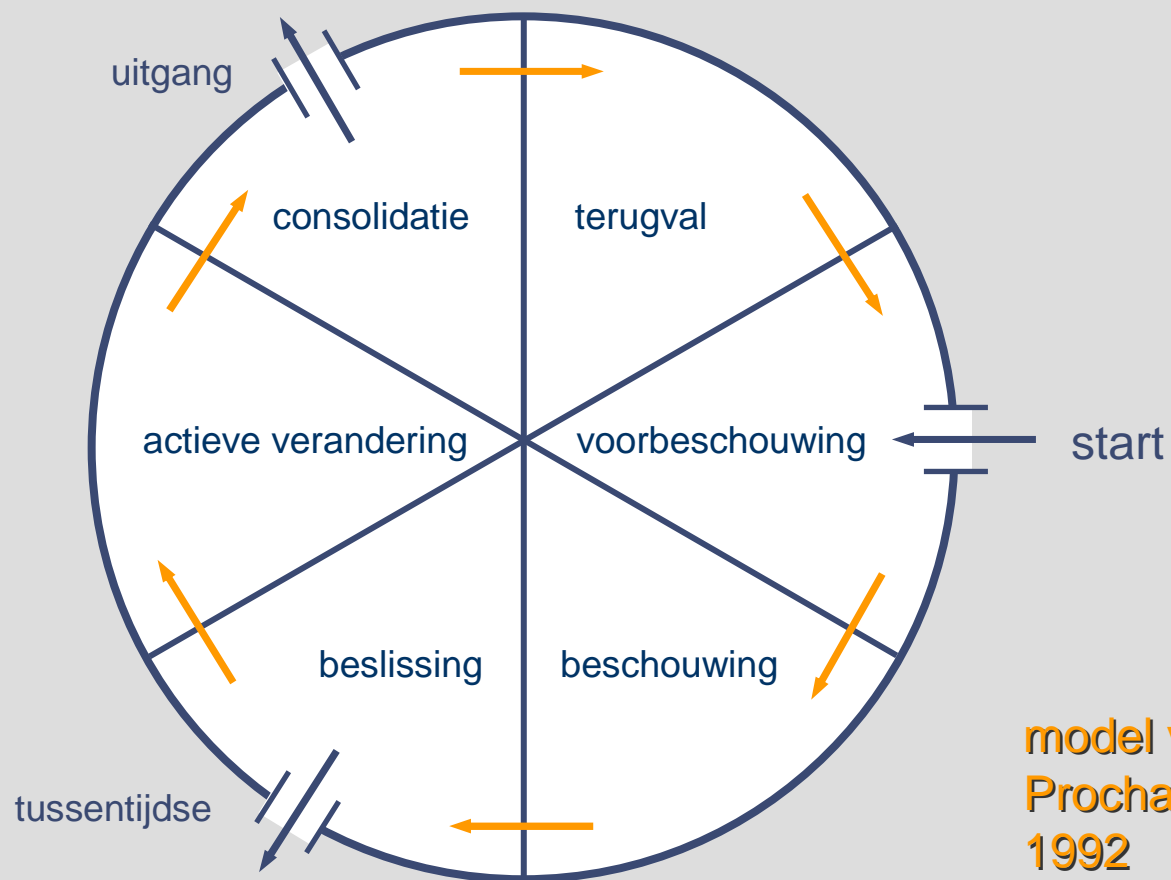 uitgang
consolidatie
terugval
actieve verandering
voorbeschouwing
start
beslissing
beschouwing
tussentijdse
model
1992